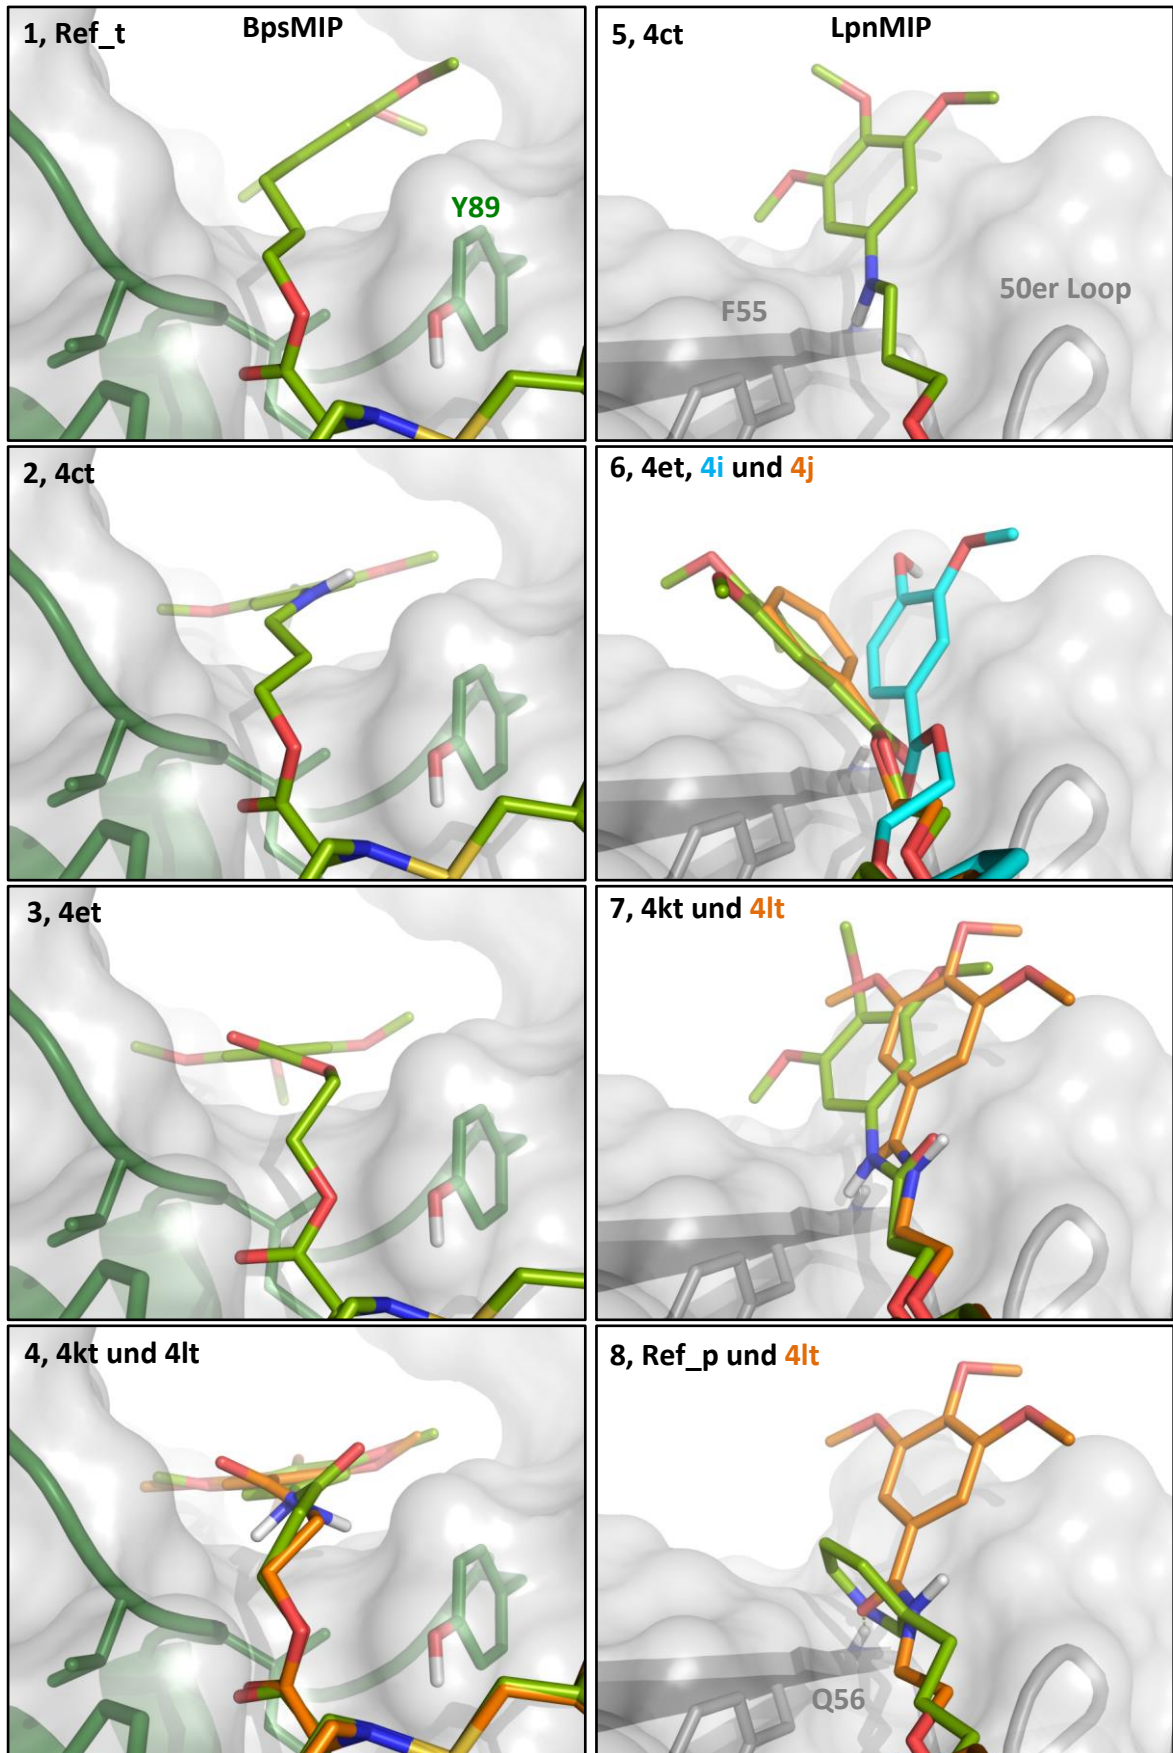 1, Ref_t
BpsMIP
Y89
5, 4ct
LpnMIP
F55
50er Loop
2, 4ct
6, 4et, 4i und 4j
3, 4et
7, 4kt und 4lt
4, 4kt und 4lt
8, Ref_p und 4lt
Q56